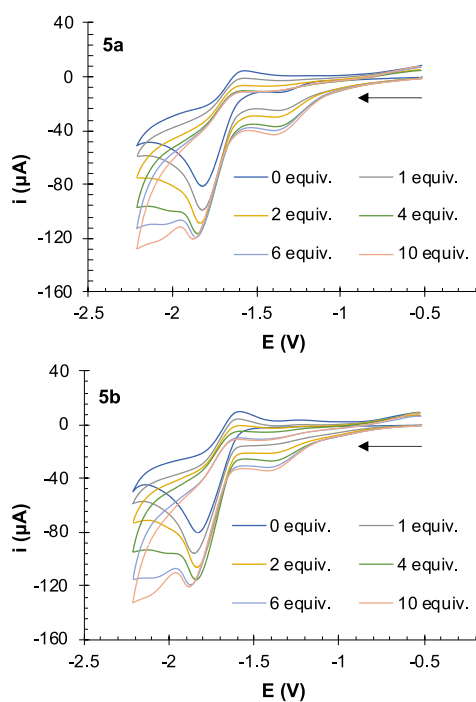 5a
40
0
-40
-80
-120
-160
i (µA)
0 equiv.
1 equiv.
2 equiv.
4 equiv.
6 equiv.
10 equiv.
-2.5
-2
-1.5
-1
-0.5
E (V)
5b
40
0
-40
-80
-120
-160
i (µA)
0 equiv.
1 equiv.
2 equiv.
4 equiv.
6 equiv.
10 equiv.
-2.5
-2
-1.5
-1
-0.5
E (V)